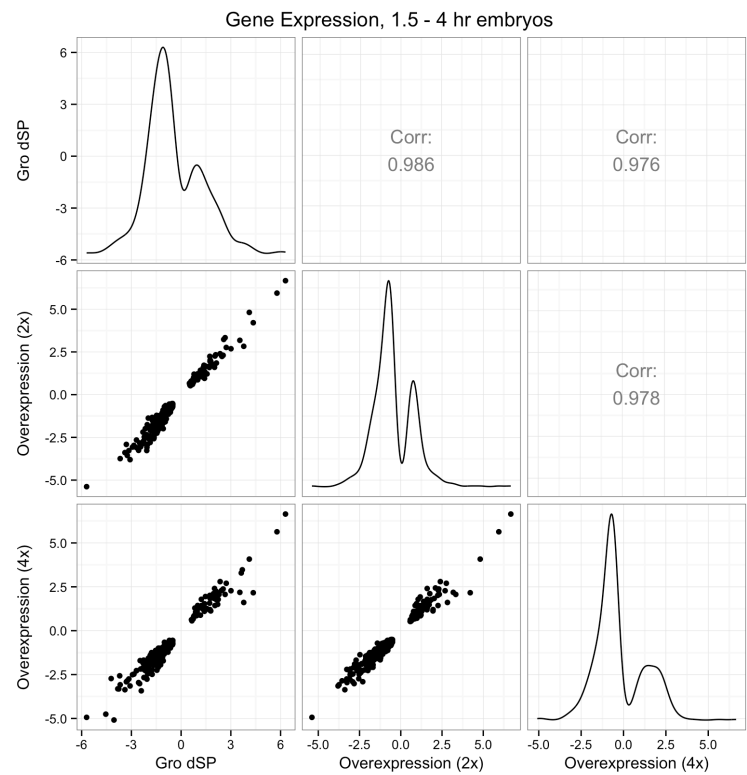 Gene Expression, 1.5 - 4 hr embryos
Gro dSP
6
3
0
-3
-6
Corr:
0.986
Corr:
0.976
Overexpression (2x)
5.0
2.5
0.0
-2.5
-5.0
Corr:
0.978
Overexpression (4x)
5.0
2.5
0.0
-2.5
-5.0
-6 -3 0 3 6
-5.0 -2.5 0.0 2.5 5.0
-5.0 -2.5 0.0 2.5 5.0
Gro dSP
Overexpression (2x)
Overexpression (4x)